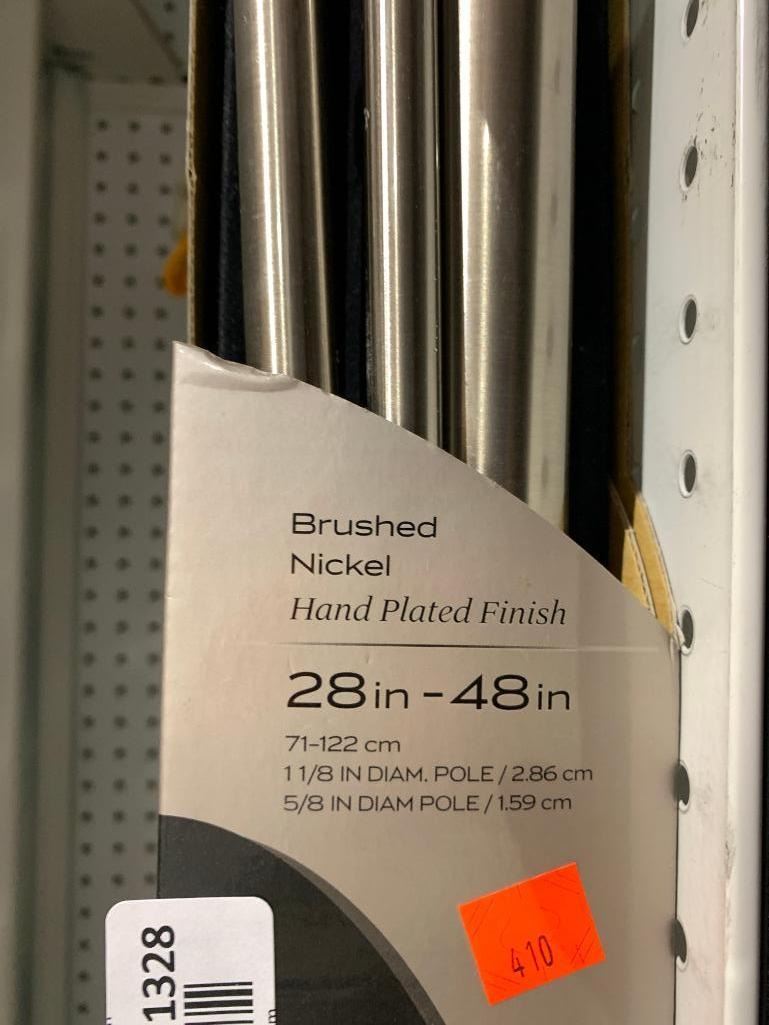 Brushed
Nickel
Hand Plated Finish
28in - 48in
71-122 cm
1 1/8 IN DIAM. POLE / 2.86 cm
5/8 IN DIAM POLE / 1.59 cm
410
1328